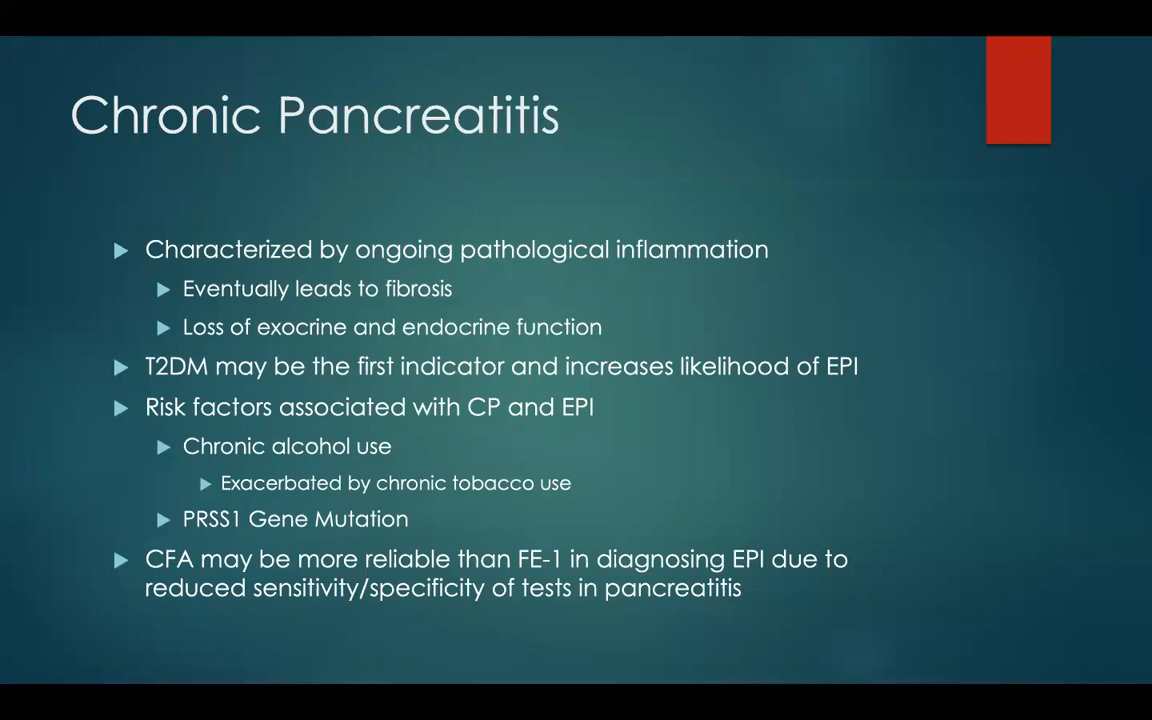 Chronic Pancreatitis
Characterized by ongoing pathological inflammation
Eventually leads to fibrosis
Loss of exocrine and endocrine function
T2DM may be the first indicator and increases likelihood of EPI
Risk factors associated with CP and EPI
Chronic alcohol use
Exacerbated by chronic tobacco use
PRSS1 Gene Mutation
CFA may be more reliable than FE-1 in diagnosing EPI due to
reduced sensitivity/specificity of tests in pancreatitis